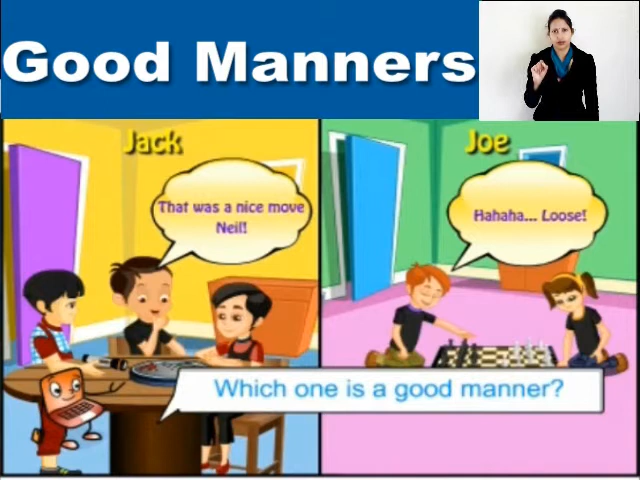 Good Manners
Jack
Joe
That was a nice move
Neil!
Hahaha... Loose!
Which one is a good manner?